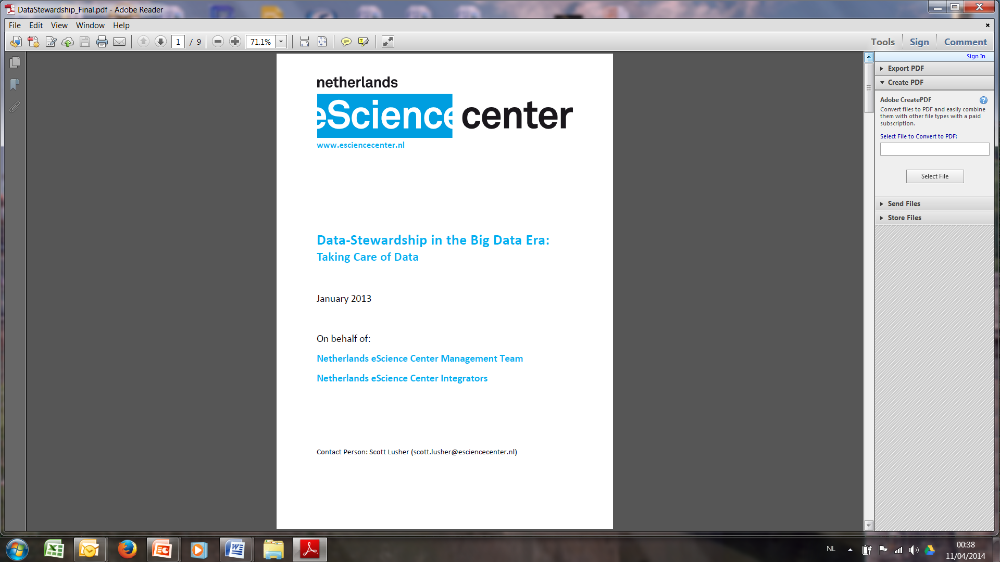 DataStewardship_Final.pdf - Adobe Reader
File Edit View Window Help
1 / 9 71.1% Tools Sign Comment
Sign In
Export PDF
Create PDF
Adobe CreatePDF
Convert files to PDF and easily combine
them with other file types with a paid
subscription.
Select File to Convert to PDF:
Select File
Send Files
Store Files
netherlands
eScience center
www.esciencecenter.nl
Data-Stewardship in the Big Data Era:
Taking Care of Data
January 2013
On behalf of:
Netherlands eScience Center Management Team
Netherlands eScience Center Integrators
Contact Person: Scott Lusher (scott.lusher@esciencecenter.nl)
NL
00:38
11/04/2014